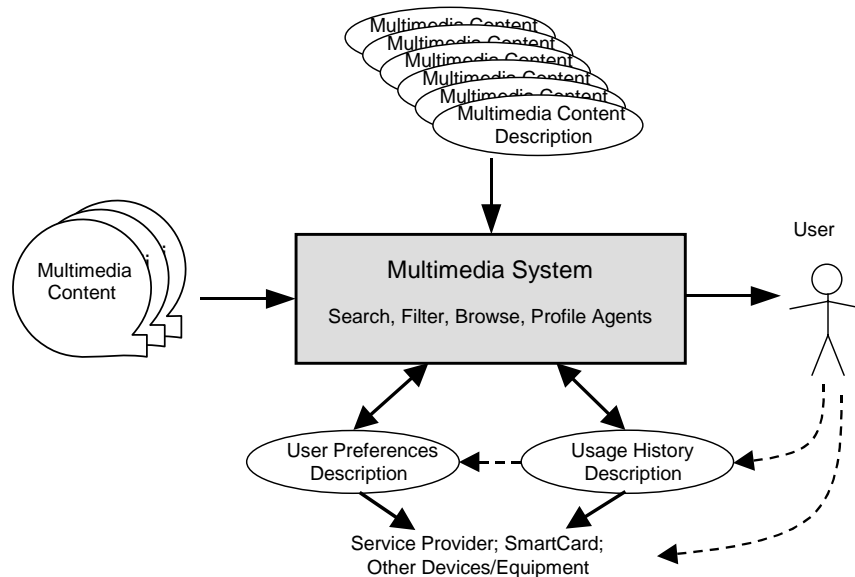 Multimedia Content
Multimedia Content
Multimedia Content
Multimedia Content
Multimedia Content
Multimedia Content
Description
User
Multimedia
Content
Multimedia System
Search, Filter, Browse, Profile Agents
User Preferences
Description
Usage History
Description
Service Provider; SmartCard;
Other Devices/Equipment